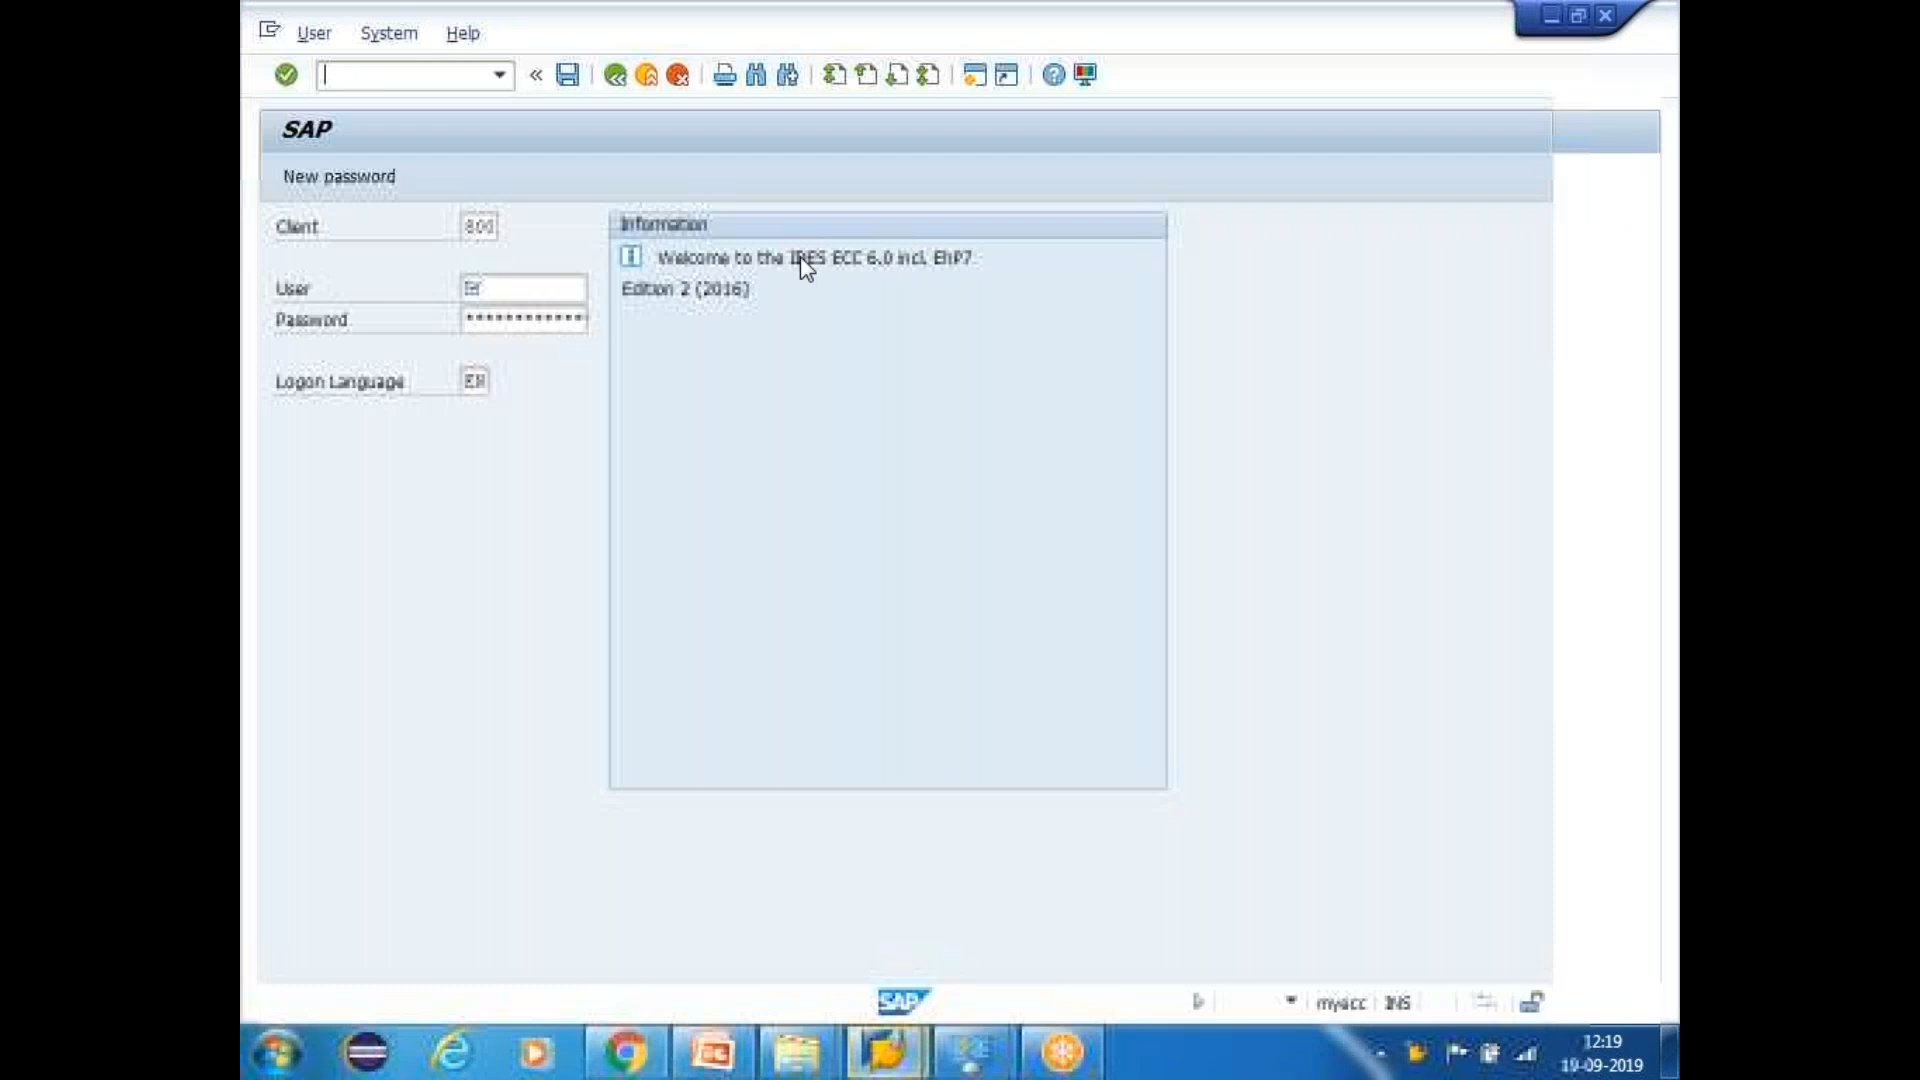 User System Help
SAP
New password
Client 800
Information
Welcome to the IDES ECC 6.0 incl. EhP7
User
Edition 2 (2016)
Password ************
Logon Language EN
SAP
myecc INS
12:19
19-09-2019